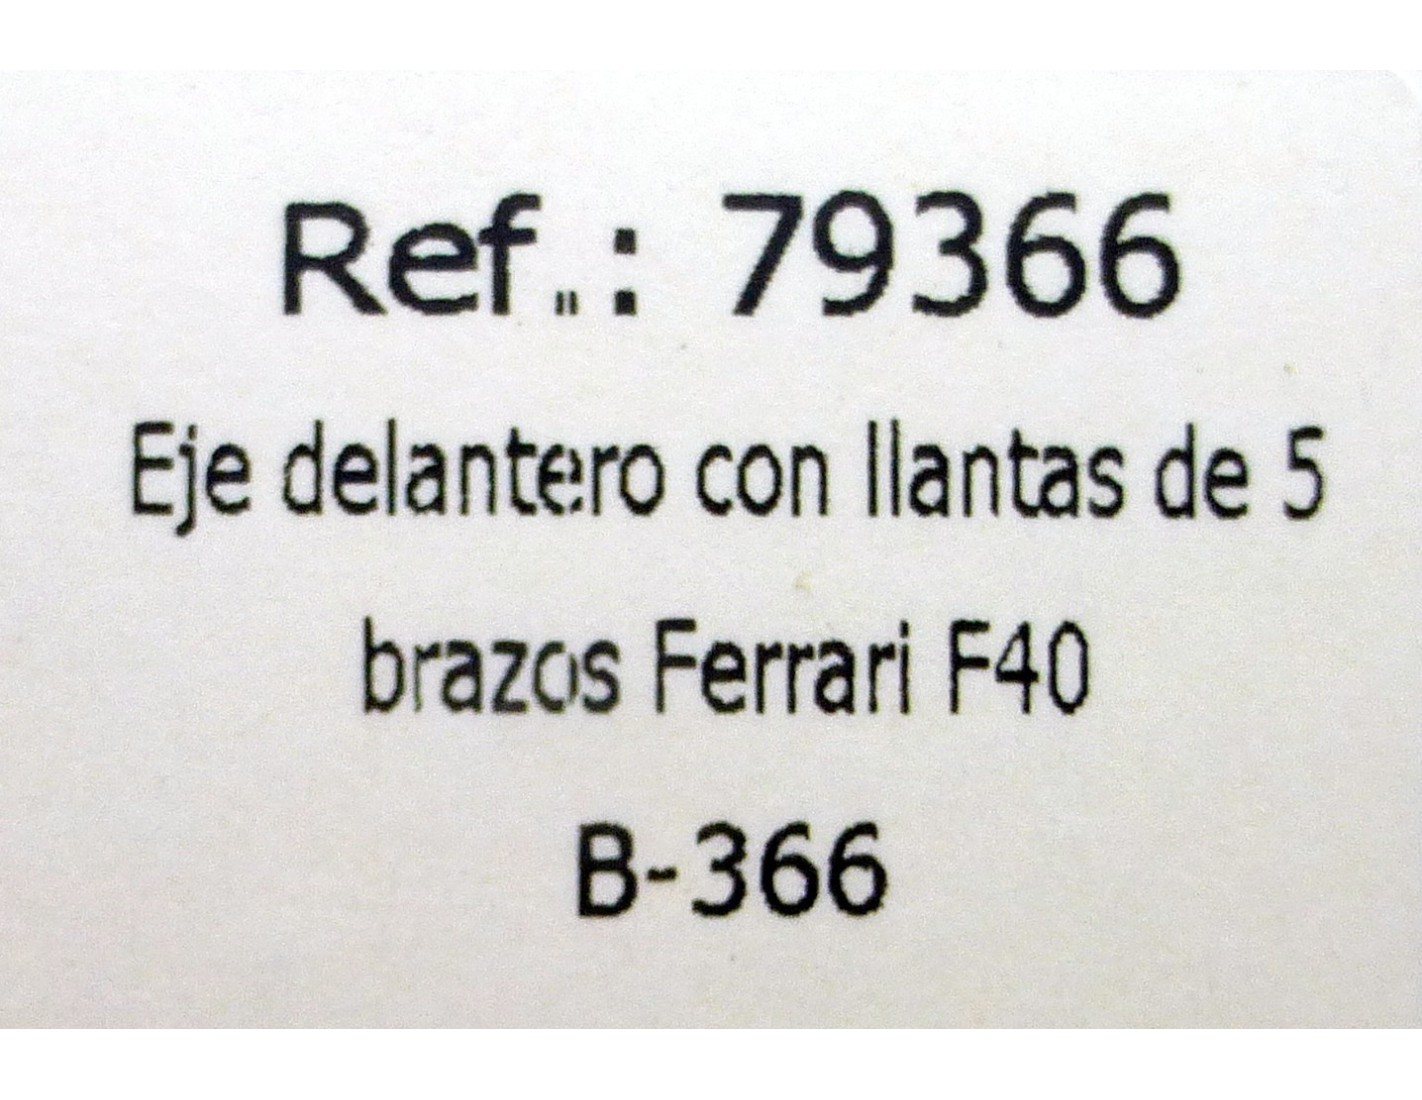 Ref.: 79366
Eje delantero con llantas de 5
brazos Ferrari F40
B-366